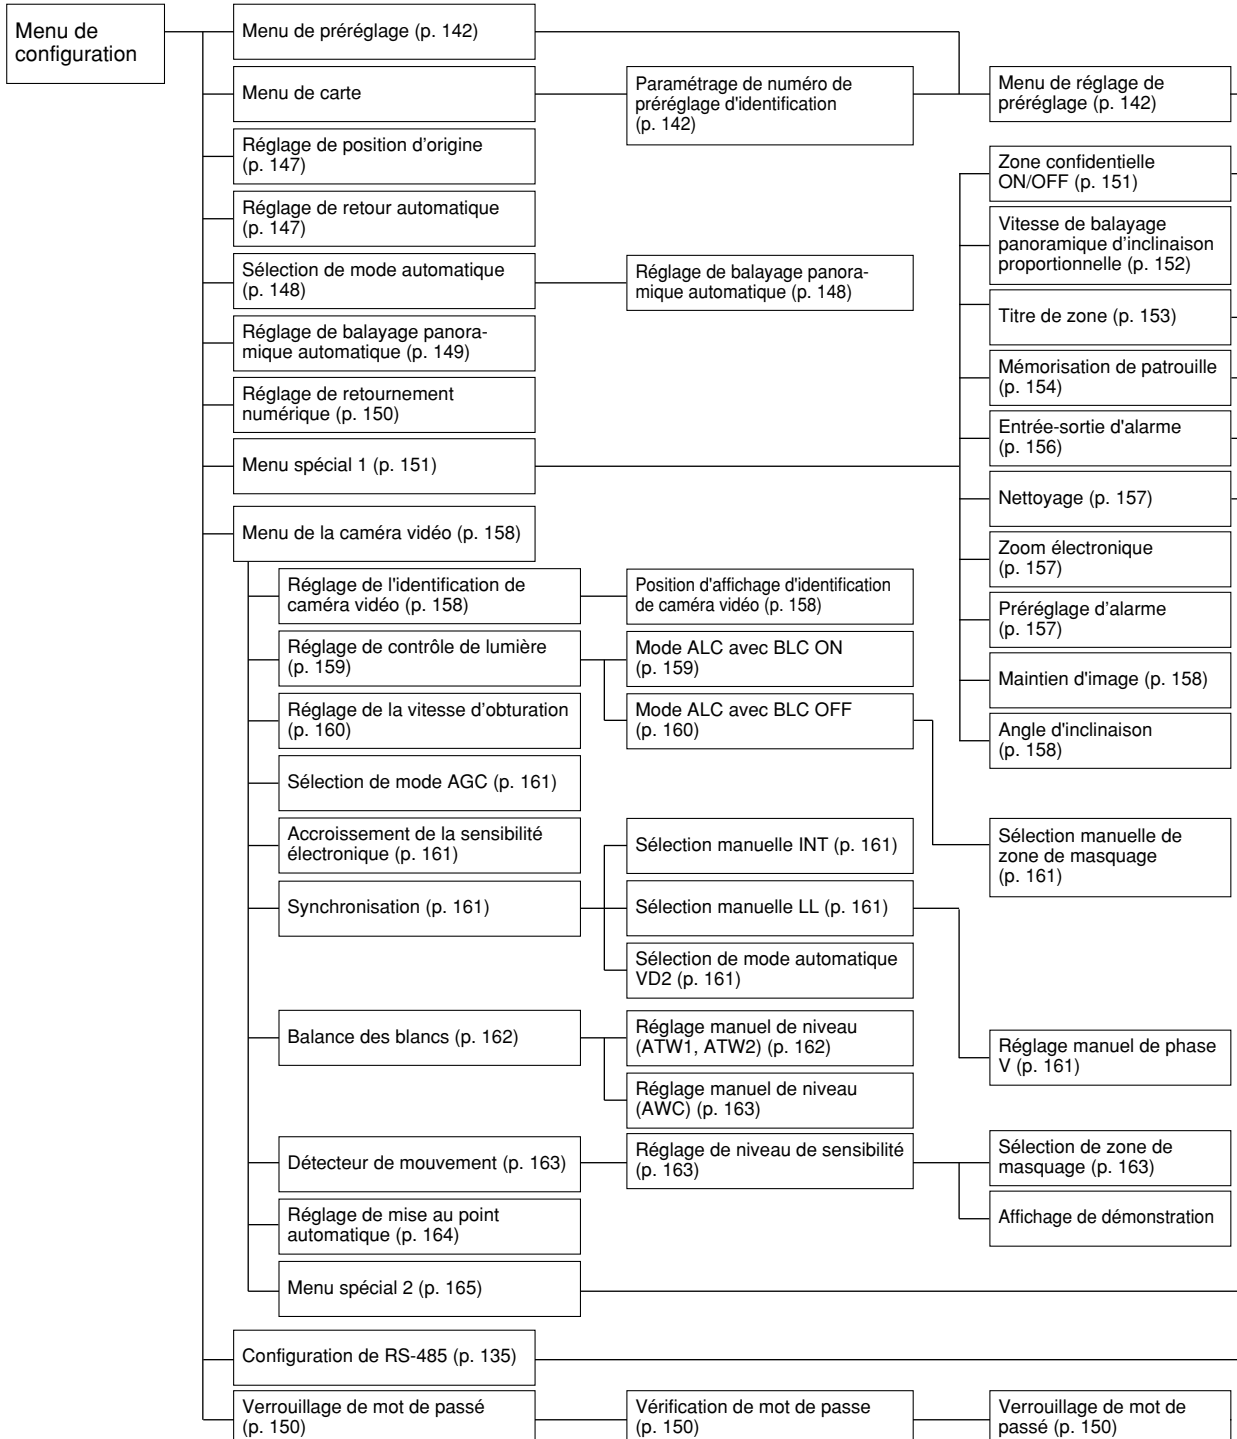 Menu de
configuration
Menu de préréglage (p. 142)
Menu de carte
Paramétrage de numéro de
préréglage d'identification
(p. 142)
Menu de réglage de
préréglage (p. 142)
Réglage de position d'origine
(p. 147)
Réglage de retour automatique
(p. 147)
Sélection de mode automatique
(p. 148)
Réglage de balayage panora-
mique automatique (p. 148)
Réglage de balayage panora-
mique automatique (p. 149)
Réglage de retournement
numérique (p. 150)
Menu spécial 1 (p. 151)
Zone confidentielle
ON/OFF (p. 151)
Vitesse de balayage
panoramique d'inclinaison
proportionnelle (p. 152)
Titre de zone (p. 153)
Mémorisation de patrouille
(p. 154)
Entrée-sortie d'alarme
(p. 156)
Nettoyage (p. 157)
Zoom électronique
(p. 157)
Préréglage d'alarme
(p. 157)
Maintien d'image (p. 158)
Angle d'inclinaison
(p. 158)
Menu de la caméra vidéo (p. 158)
Réglage de l'identification de
caméra vidéo (p. 158)
Position d'affichage d'identification
de caméra vidéo (p. 158)
Réglage de contrôle de lumière
(p. 159)
Mode ALC avec BLC ON
(p. 159)
Mode ALC avec BLC OFF
(p. 160)
Sélection manuelle de
zone de masquage
(p. 161)
Réglage de la vitesse d'obturation
(p. 160)
Sélection de mode AGC (p. 161)
Accroissement de la sensibilité
électronique (p. 161)
Synchronisation (p. 161)
Sélection manuelle INT (p. 161)
Sélection manuelle LL (p. 161)
Sélection de mode automatique
VD2 (p. 161)
Réglage manuel de phase
V (p. 161)
Balance des blancs (p. 162)
Réglage manuel de niveau
(ATW1, ATW2) (p. 162)
Réglage manuel de niveau
(AWC) (p. 163)
Détecteur de mouvement (p. 163)
Réglage de niveau de sensibilité
(p. 163)
Sélection de zone de
masquage (p. 163)
Affichage de démonstration
Réglage de mise au point
automatique (p. 164)
Menu spécial 2 (p. 165)
Configuration de RS-485 (p. 135)
Verrouillage de mot de passé
(p. 150)
Vérification de mot de passe
(p. 150)
Verrouillage de mot de
passé (p. 150)